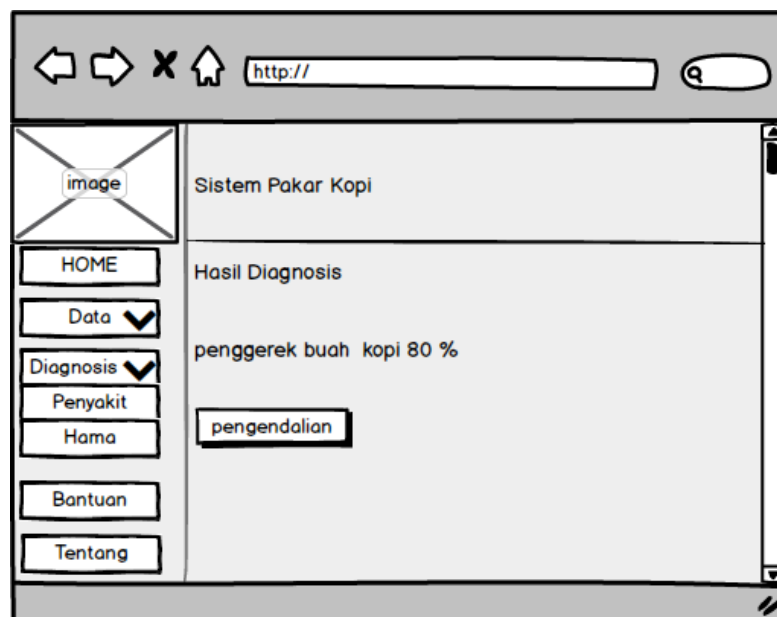 http://
image
Sistem Pakar Kopi
HOME
Data
Diagnosis
Penyakit
Hama
Bantuan
Tentang
Hasil Diagnosis
penggerek buah kopi 80 %
pengendalian